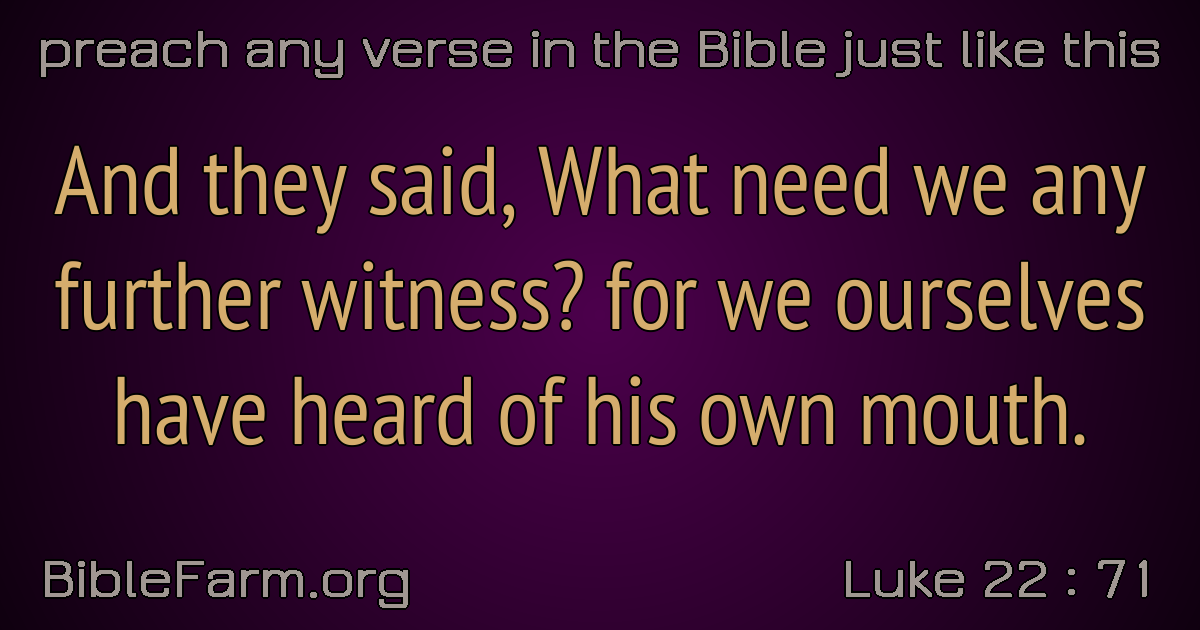 preach any verse in the Bible just like this
And they said, What need we any
further witness? for we ourselves
have heard of his own mouth.
BibleFarm.org
Luke 22 : 71